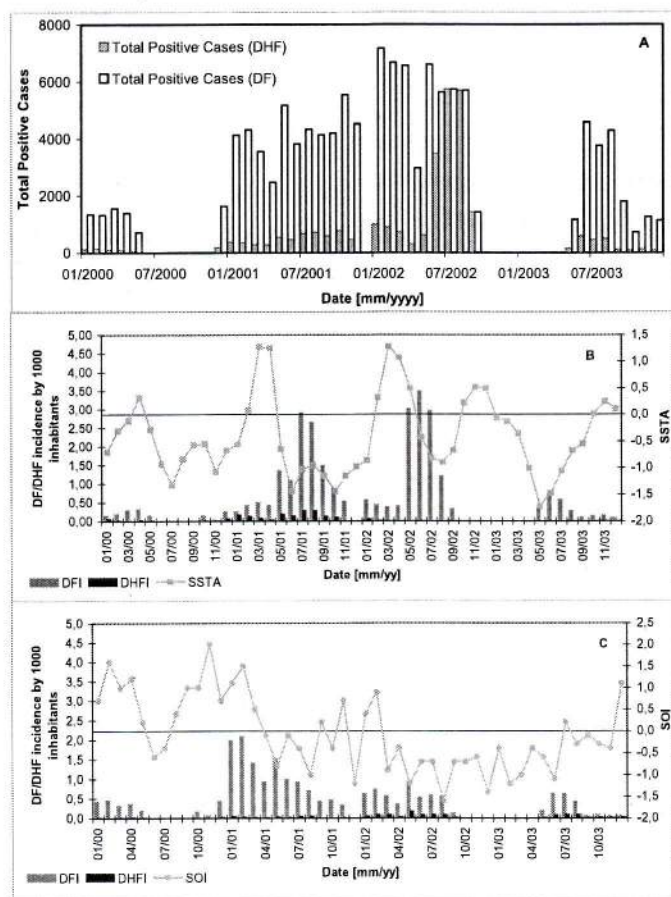 8000
Total Positive Cases (DHF)
A
Total Positive Cases (DF)
6000
4000
2000
0
Total Positive Cases
01/2000 07/2000 01/2001 07/2001 01/2002 07/2002 01/2003 07/2003
Date [mm/yyyy]
5,00 4,50 4,00 3,50 3,00 2,50 2,00 1,50 1,00 0,50 0,00
DF/DHF incidence by 1000
inhabitants
B
1,5 1,0 0,5 0,0 -0,5 -1,0 -1,5 -2,0
SSTA
01/00 03/00 05/00 07/00 09/00 11/00 01/01 03/01 05/01 07/01 09/01 11/01 01/02 03/02 05/02 07/02 09/02 11/02 01/03 03/03 05/03 07/03 09/03 11/03
DFI DHFI SSTA
Date [mm/yy]
5,0 4,5 4,0 3,5 3,0 2,5 2,0 1,5 1,0 0,5 0,0
DF/DHF incidence by 1000
inhabitants
C
2,5 2,0 1,5 1,0 0,5 0,0 -0,5 -1,0 -1,5 -2,0
SOI
01/00 04/00 07/00 10/00 01/01 04/01 07/01 10/01 01/02 04/02 07/02 10/02 01/03 04/03 07/03 10/03
Date [mm/yy]
DFI DHFI SOI